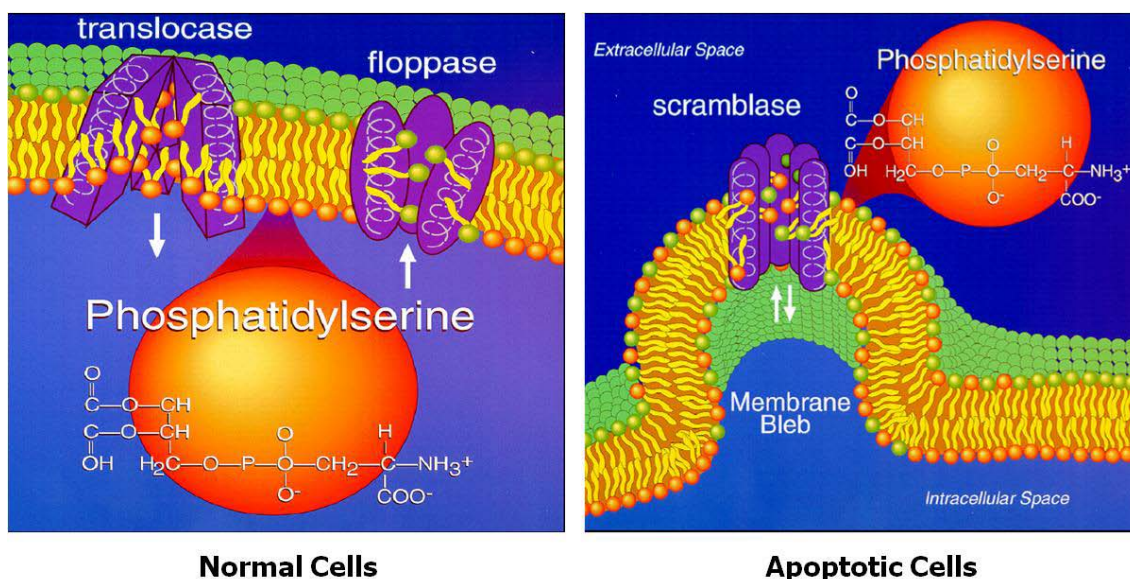 translocase
floppase
Phosphatidylserine
O
C—O—CH
C—O—CH
OH
H₂C—O—P—O—CH₂—C—NH₃⁺
O
O⁻
H
COO⁻
Normal Cells
Extracellular Space
Phosphatidylserine
scramblase
O
C—O—CH
C—O—CH
OH
H₂C—O—P—O—CH₂—C—NH₃⁺
O
O⁻
H
COO⁻
Membrane
Bleb
Intracellular Space
Apoptotic Cells